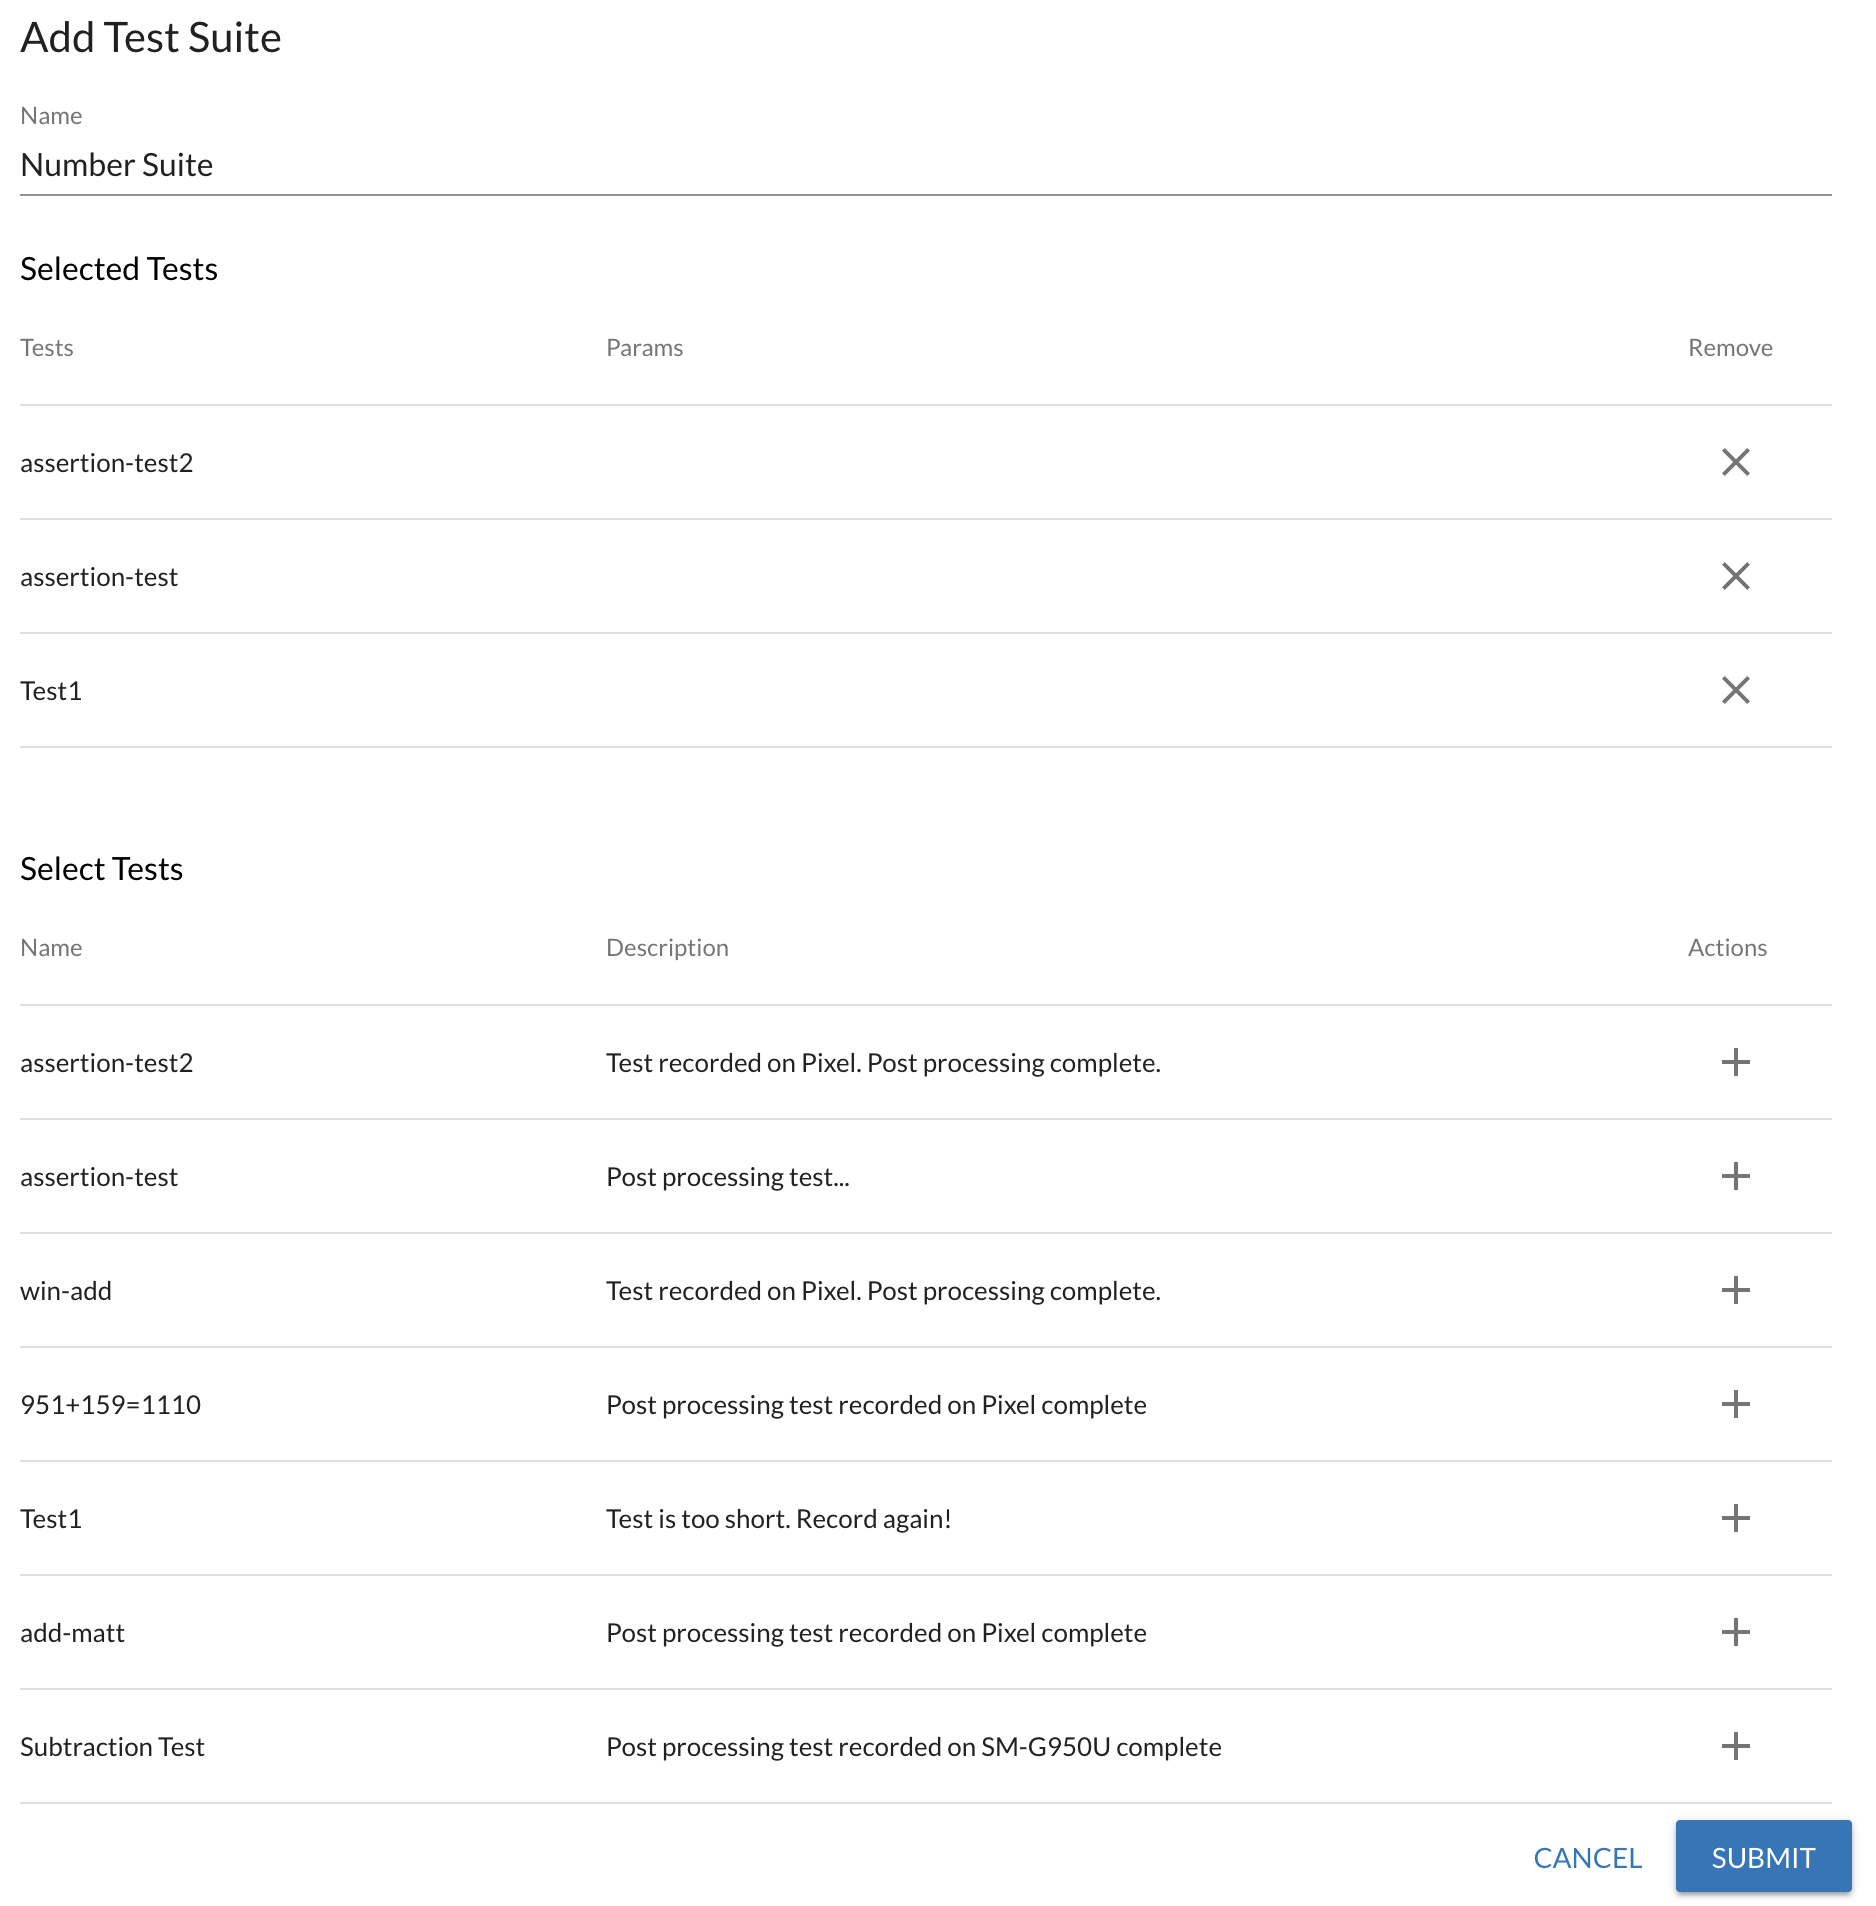 Add Test Suite
Name
Number Suite
Selected Tests
Tests Params Remove
assertion-test2
assertion-test
Test1
Select Tests
Name Description Actions
assertion-test2 Test recorded on Pixel. Post processing complete.
assertion-test Post processing test...
win-add Test recorded on Pixel. Post processing complete.
951+159=1110 Post processing test recorded on Pixel complete
Test1 Test is too short. Record again!
add-matt Post processing test recorded on Pixel complete
Subtraction Test Post processing test recorded on SM-G950U complete
CANCEL SUBMIT